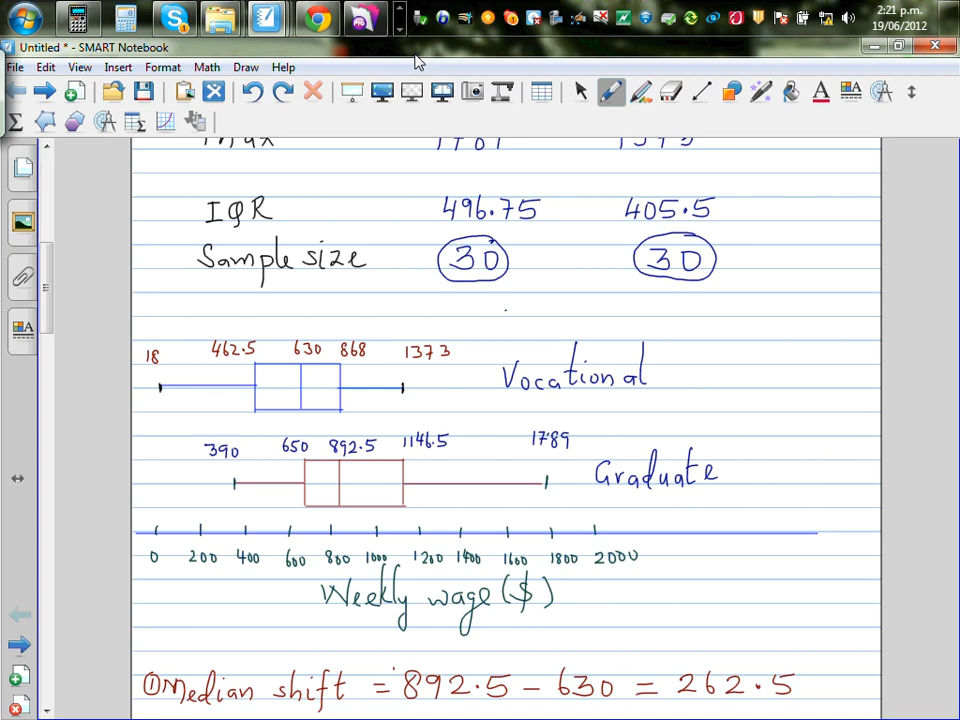 2:21 p.m.
19/06/2012
Untitled * - SMART Notebook
File Edit View Insert Format Math Draw Help
IQR 496.75 405.5
Sample size 30 30
18 462.5 630 868 1373
Vocational
390 650 892.5 1146.5 1789
Graduate
0 200 400 600 800 1000 1200 1400 1600 1800 2000
Weekly wage ($)
①Median shift = 892.5 - 630 = 262.5